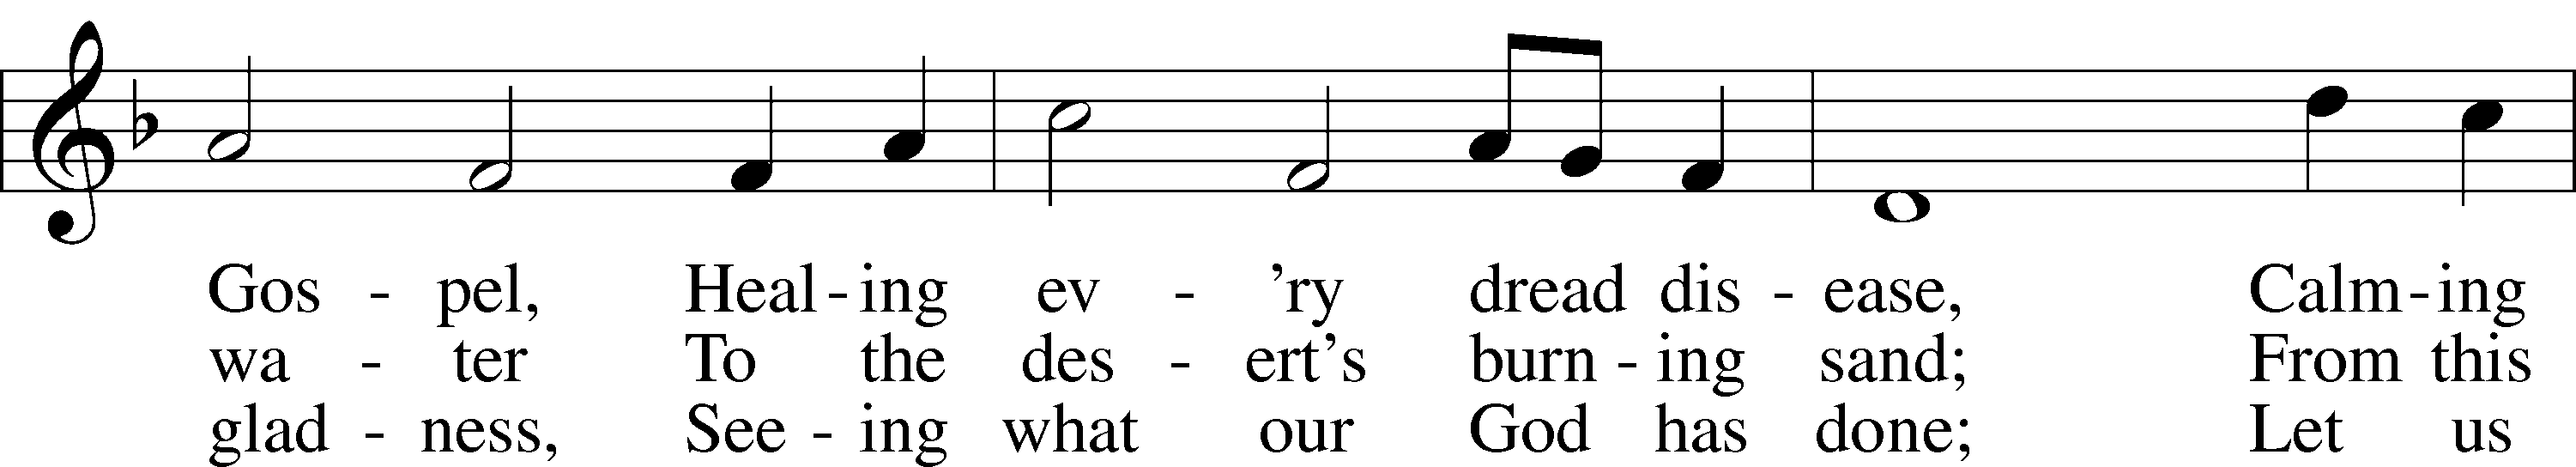 Gos - pel, Heal - ing ev - ’ry dread dis - ease, Calm - ing
wa - ter To the des - ert’s burn - ing sand; From this
glad - ness, See - ing what our God has done; Let us